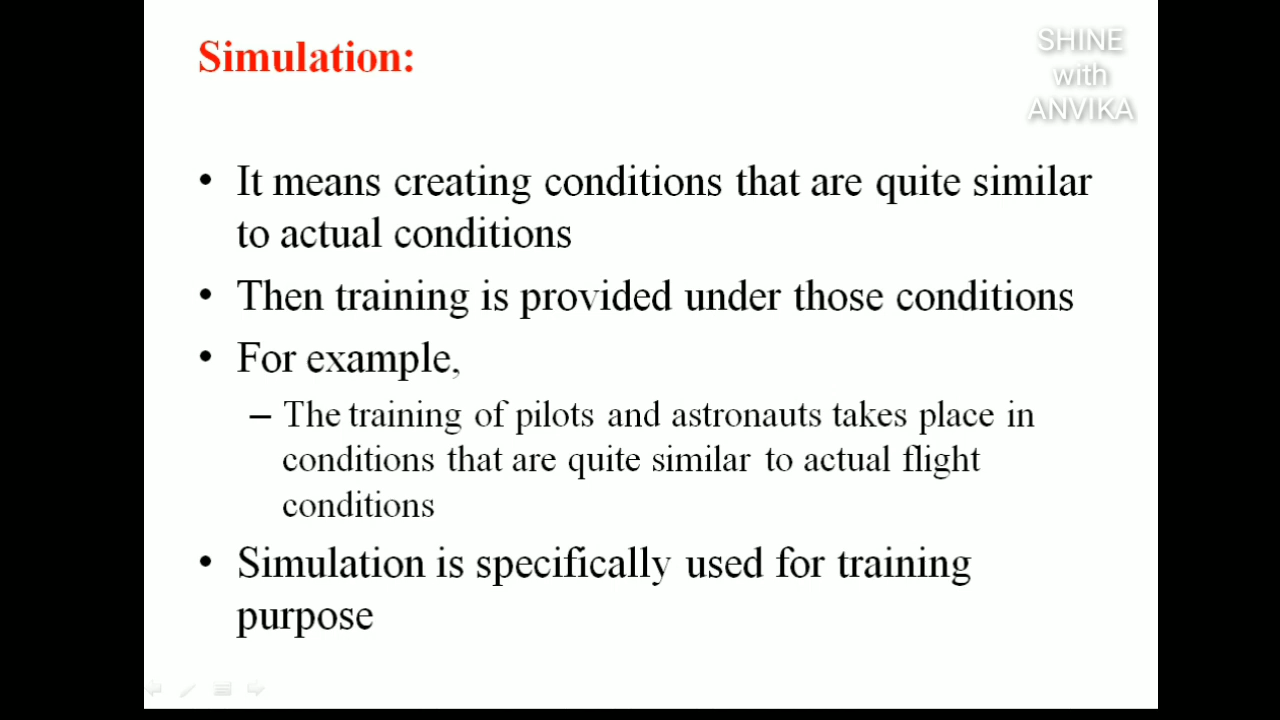 Simulation:
SHINE
with
ANVIKA
• It means creating conditions that are quite similar
to actual conditions
• Then training is provided under those conditions
• For example,
– The training of pilots and astronauts takes place in
conditions that are quite similar to actual flight
conditions
• Simulation is specifically used for training
purpose